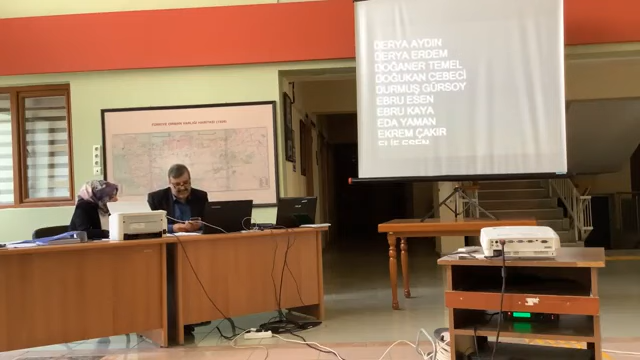 DERYA AYDIN
DERYA ERDEM
DOĞANER TEMEL
DOĞUKAN CEBECİ
DURMUŞ GÜRSOY
EBRU ESEN
EBRU KAYA
EDA YAMAN
EKREM ÇAKIR